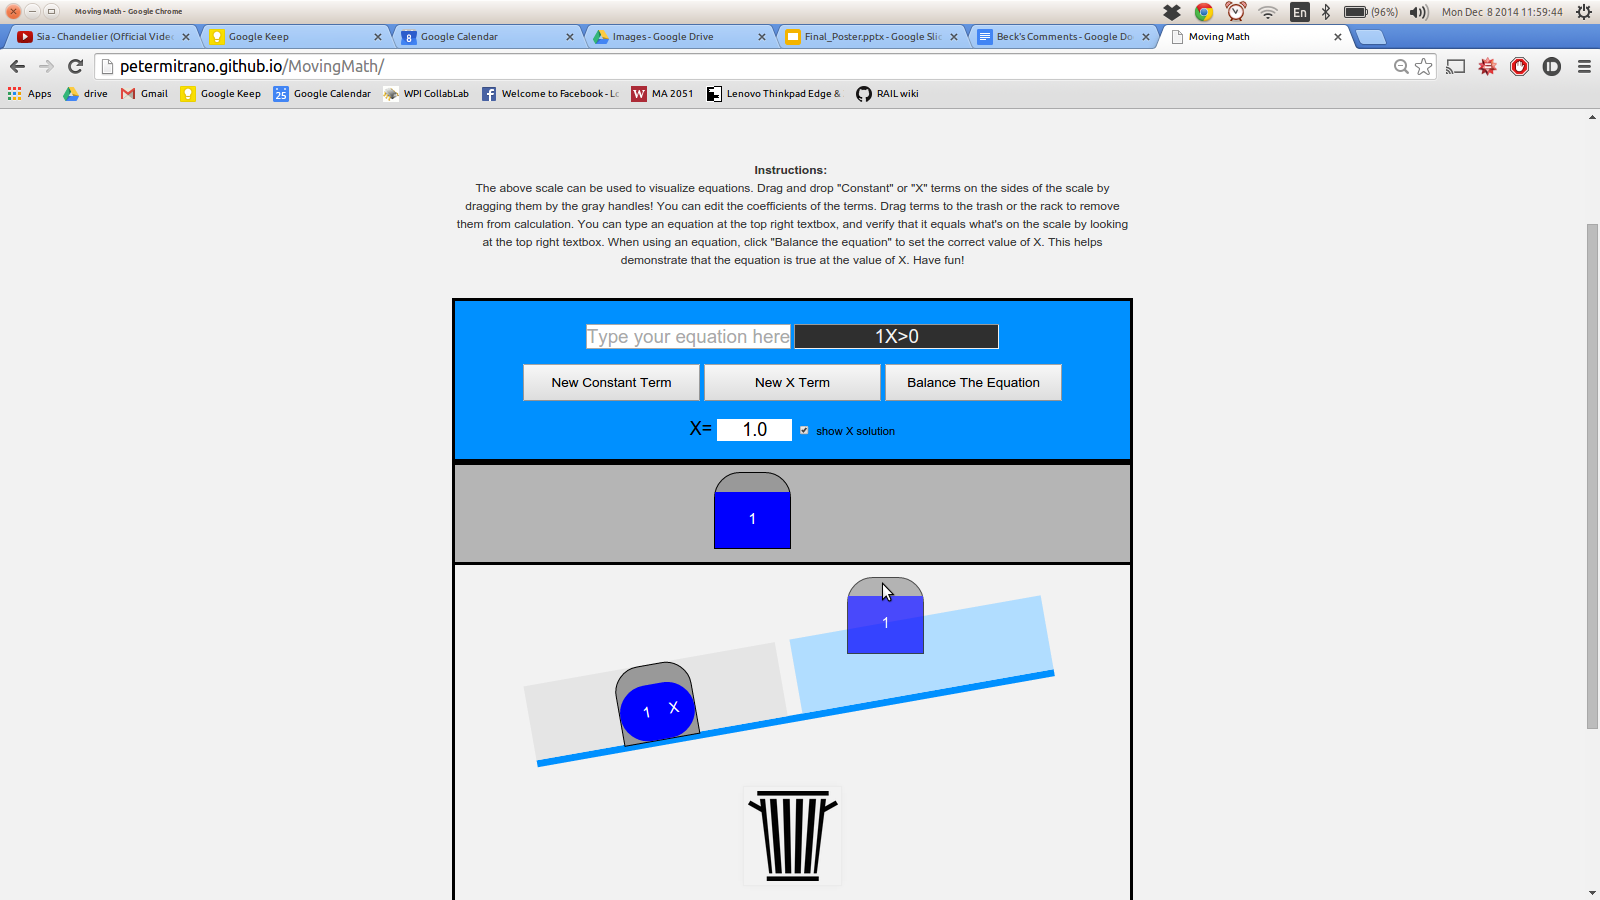 Moving Math - Google Chrome
En
(96%)
Mon Dec 8 2014 11:59:44
Sia - Chandelier (Official Vide
Google Keep
8
Google Calendar
Images - Google Drive
Final_Poster.pptx - Google Slic
Beck's Comments - Google Do
Moving Math
petermitrano.github.io/MovingMath/
Apps
drive
Gmail
Google Keep
25
Google Calendar
WPI CollabLab
Welcome to Facebook - Lo
W
MA 2051
Lenovo Thinkpad Edge &
RAIL wiki
Instructions:
The above scale can be used to visualize equations. Drag and drop "Constant" or "X" terms on the sides of the scale by
dragging them by the gray handles! You can edit the coefficients of the terms. Drag terms to the trash or the rack to remove
them from calculation. You can type an equation at the top right textbox, and verify that it equals what's on the scale by looking
at the top right textbox. When using an equation, click "Balance the equation" to set the correct value of X. This helps
demonstrate that the equation is true at the value of X. Have fun!
Type your equation here
1X>0
New Constant Term
New X Term
Balance The Equation
X=
1.0
show X solution
1
1
1 X